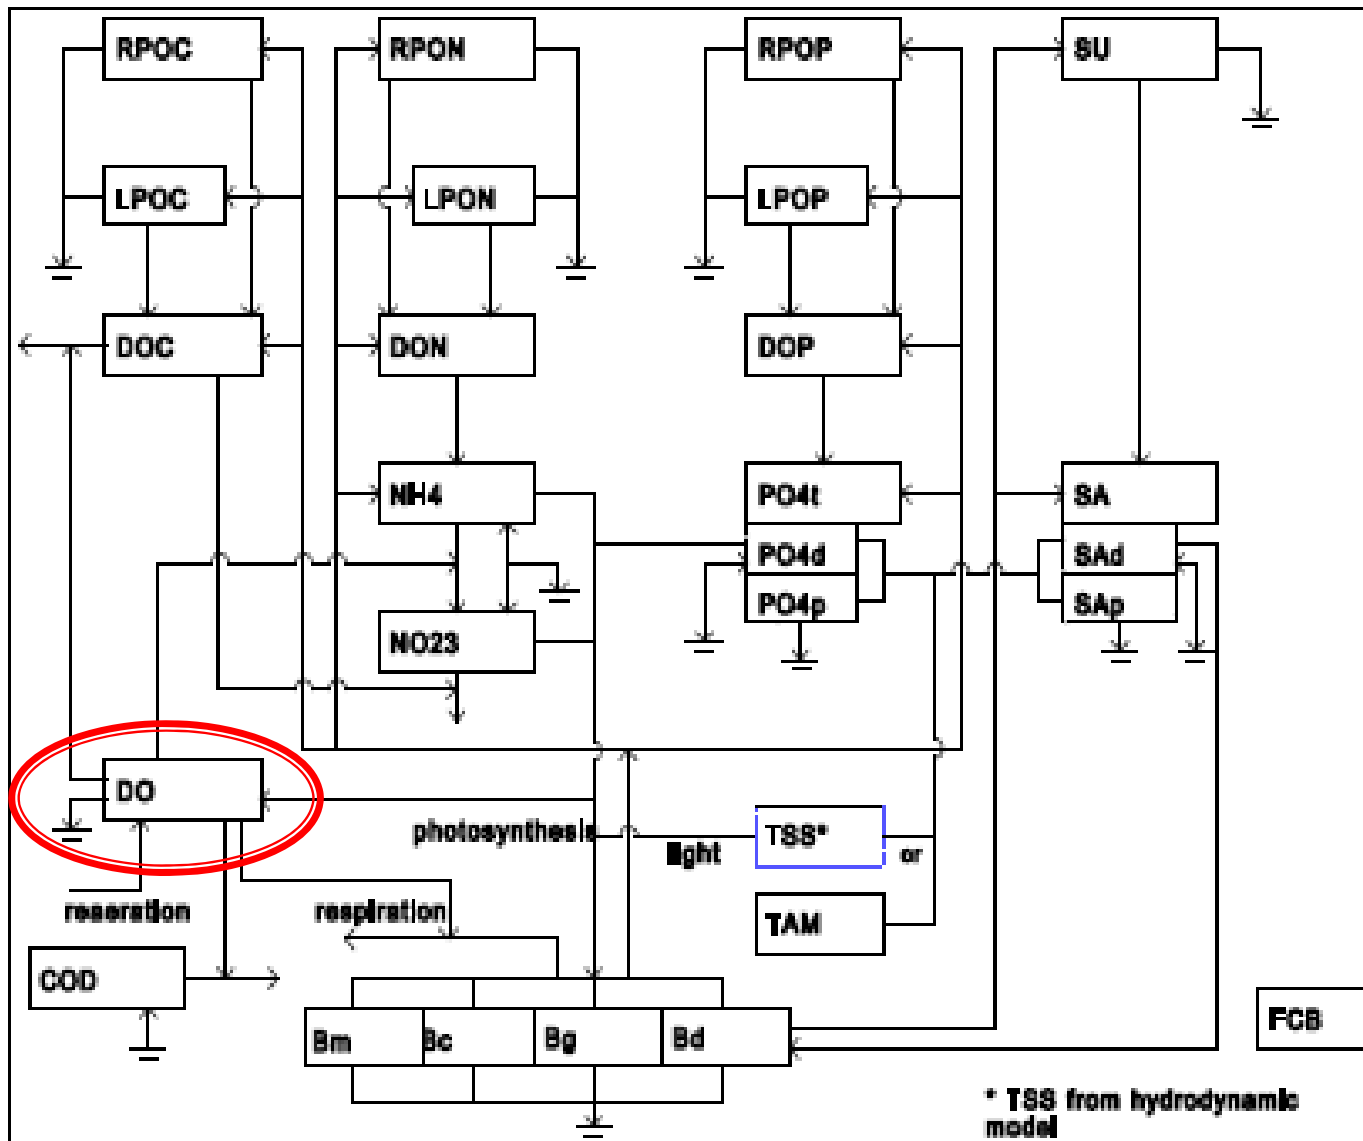 RPOC
RPON
RPOP
SU
LPOC
LPON
LPOP
DOC
DON
DOP
NH4
PO4t
SA
PO4d
SAd
PO4p
SAp
NO23
DO
photosynthesis
light
TSS*
or
reaeration
respiration
TAM
COD
FCB
Bm
Bc
Bg
Bd
* TSS from hydrodynamic
model